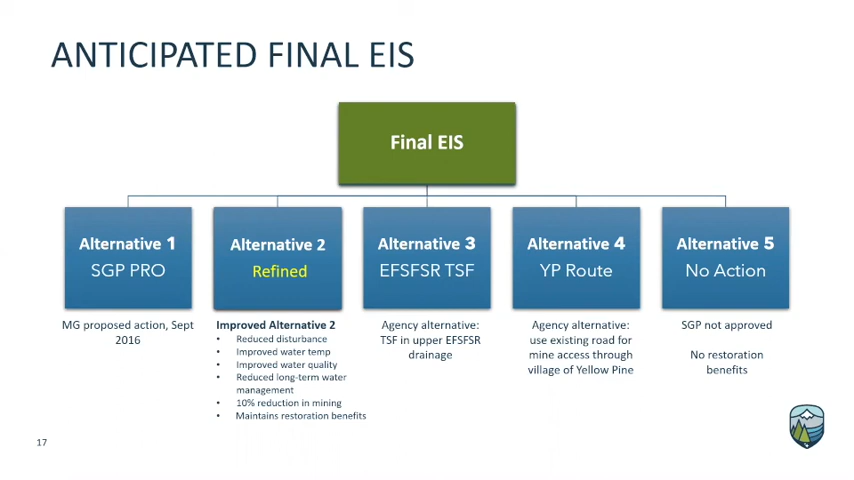 ANTICIPATED FINAL EIS
Final EIS
Alternative 1
SGP PRO
MG proposed action, Sept
2016
Alternative 2
Refined
Improved Alternative 2
• Reduced disturbance
• Improved water temp
• Improved water quality
• Reduced long-term water
management
• 10% reduction in mining
• Maintains restoration benefits
Alternative 3
EFSFSR TSF
Agency alternative:
TSF in upper EFSFSR
drainage
Alternative 4
YP Route
Agency alternative:
use existing road for
mine access through
village of Yellow Pine
Alternative 5
No Action
SGP not approved
No restoration
benefits
17